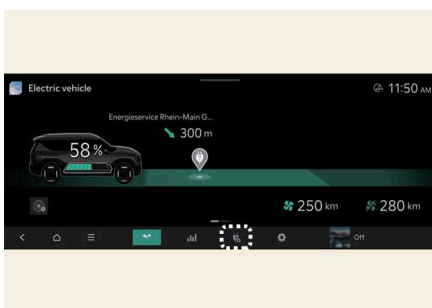 Electric vehicle
11:50 AM
Energieservice Rhein-Main G...
300 m
58 %
250 km
280 km
Off